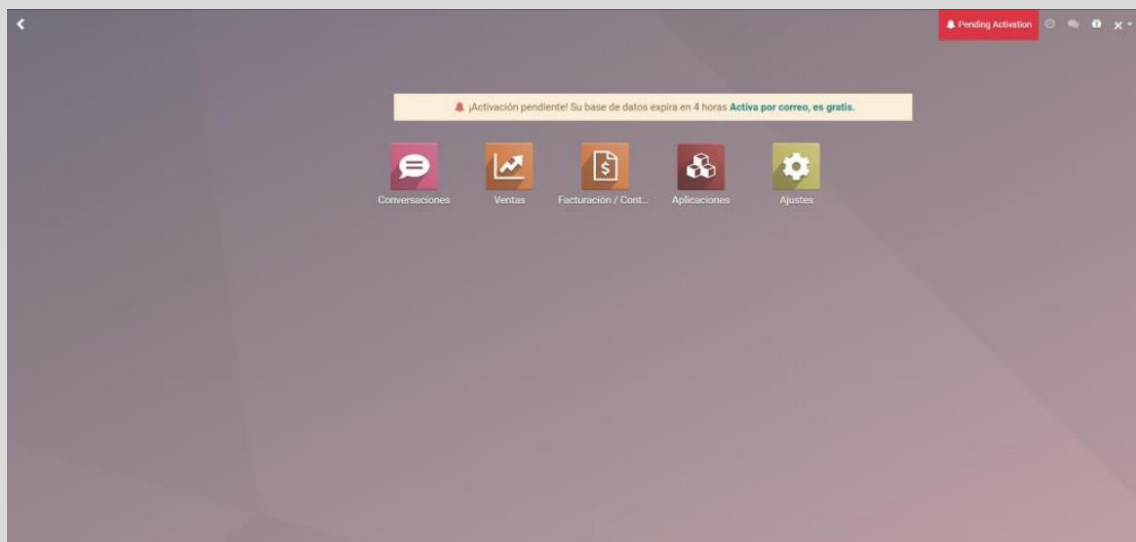 Pending Activation
¡Activación pendiente! Su base de datos expira en 4 horas Activa por correo, es gratis.
Conversaciones
Ventas
Facturación / Cont...
Aplicaciones
Ajustes